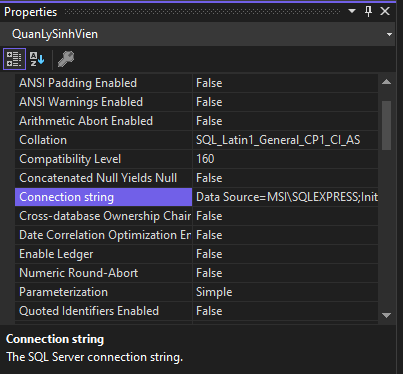 Properties
QuanLySinhVien
ANSI Padding Enabled False
ANSI Warnings Enabled False
Arithmetic Abort Enabled False
Collation SQL_Latin1_General_CP1_CI_AS
Compatibility Level 160
Concatenated Null Yields Null False
Connection string Data Source=MSI\SQLEXPRESS;Init
Cross-database Ownership Chair False
Date Correlation Optimization En False
Enable Ledger False
Numeric Round-Abort False
Parameterization Simple
Quoted Identifiers Enabled False
Connection string
The SQL Server connection string.